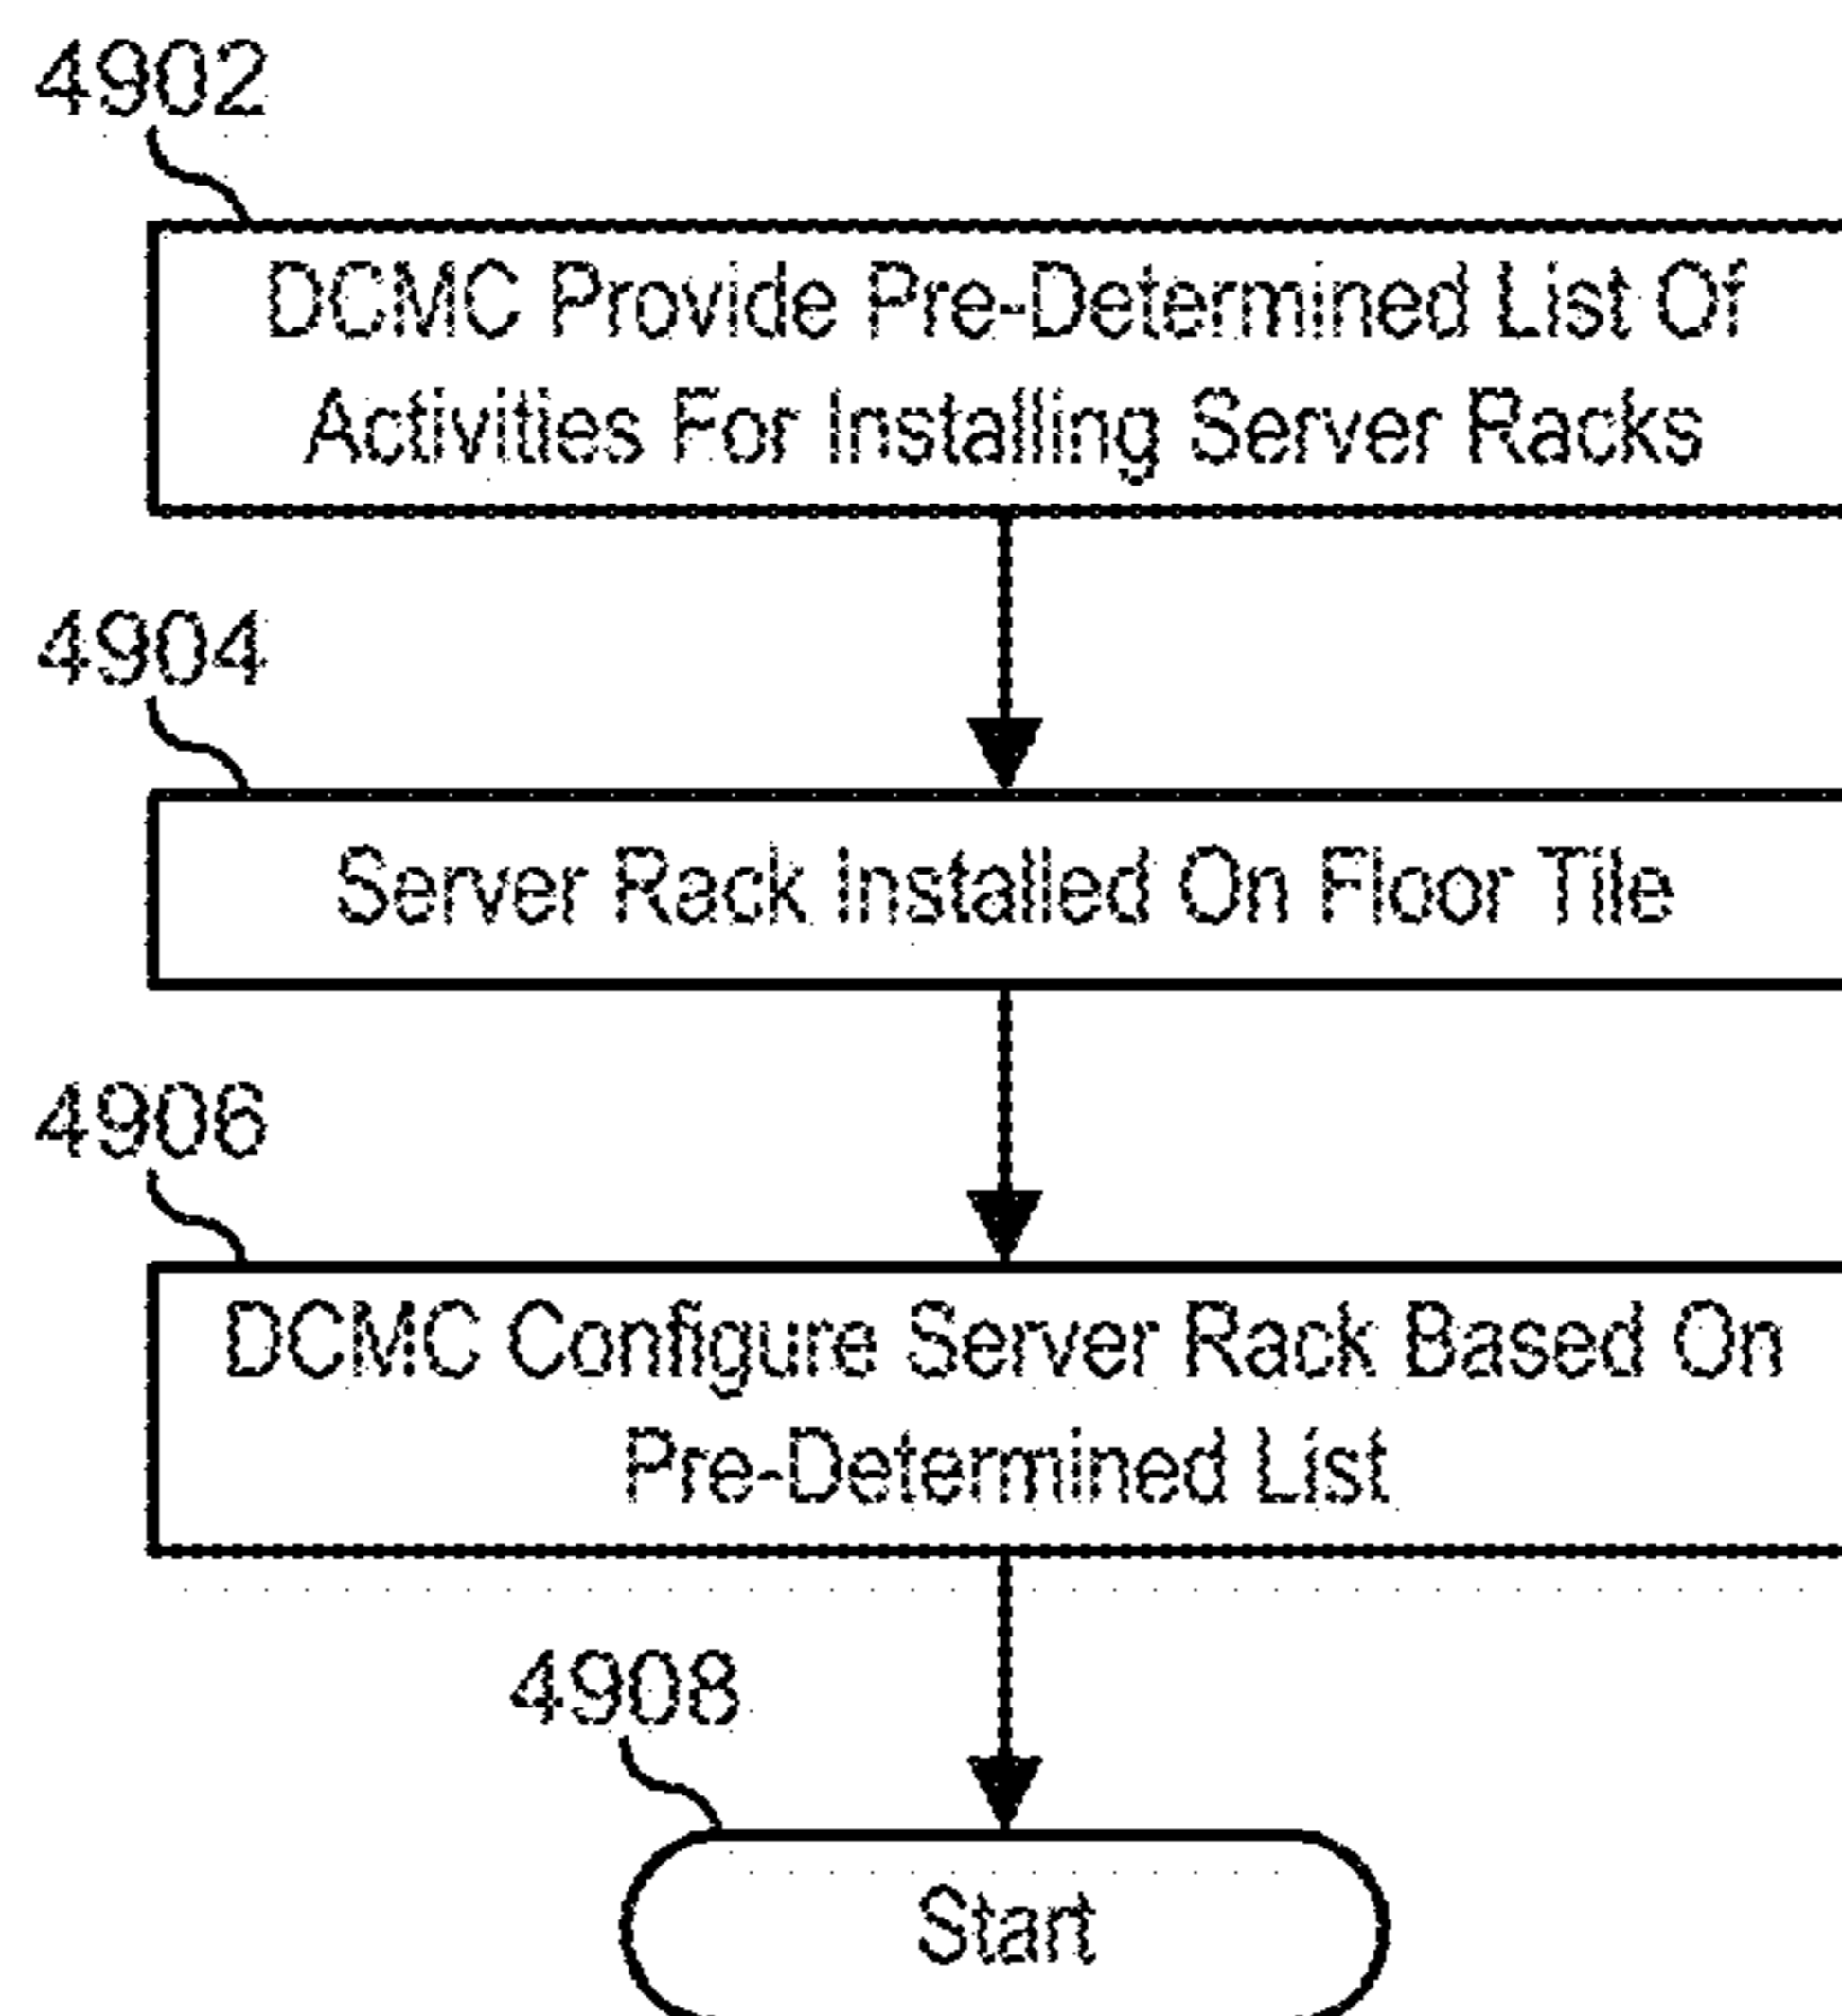 4902
DCMC Provide Pre-Determined List Of
Activities For Installing Server Racks
4904
Server Rack Installed On Floor Tile
4906
DCMC Configure Server Rack Based On
Pre-Determined List
4908
Start